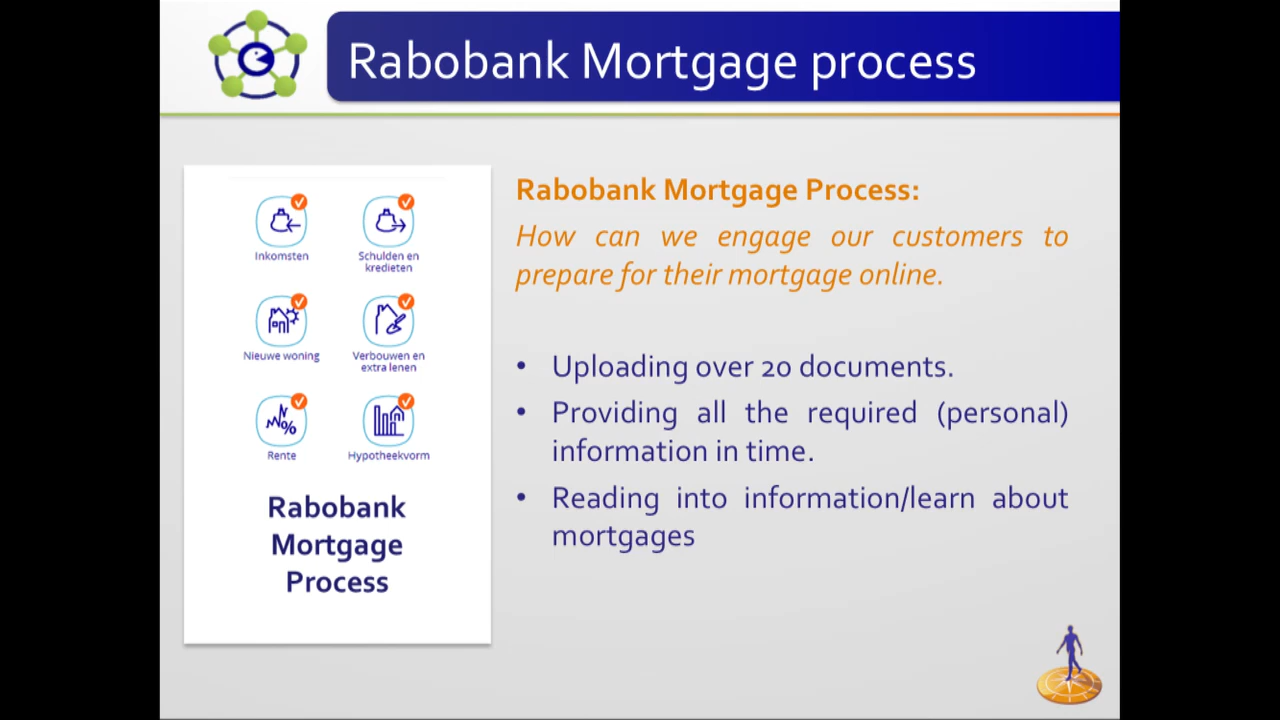 Rabobank Mortgage process
Inkomsten
Schulden en
kredieten
Nieuwe woning
Verbouwen en
extra lenen
Rente
Hypotheekvorm
Rabobank
Mortgage
Process
Rabobank Mortgage Process:
How can we engage our customers to
prepare for their mortgage online.
• Uploading over 20 documents.
• Providing all the required (personal)
information in time.
• Reading into information/learn about
mortgages